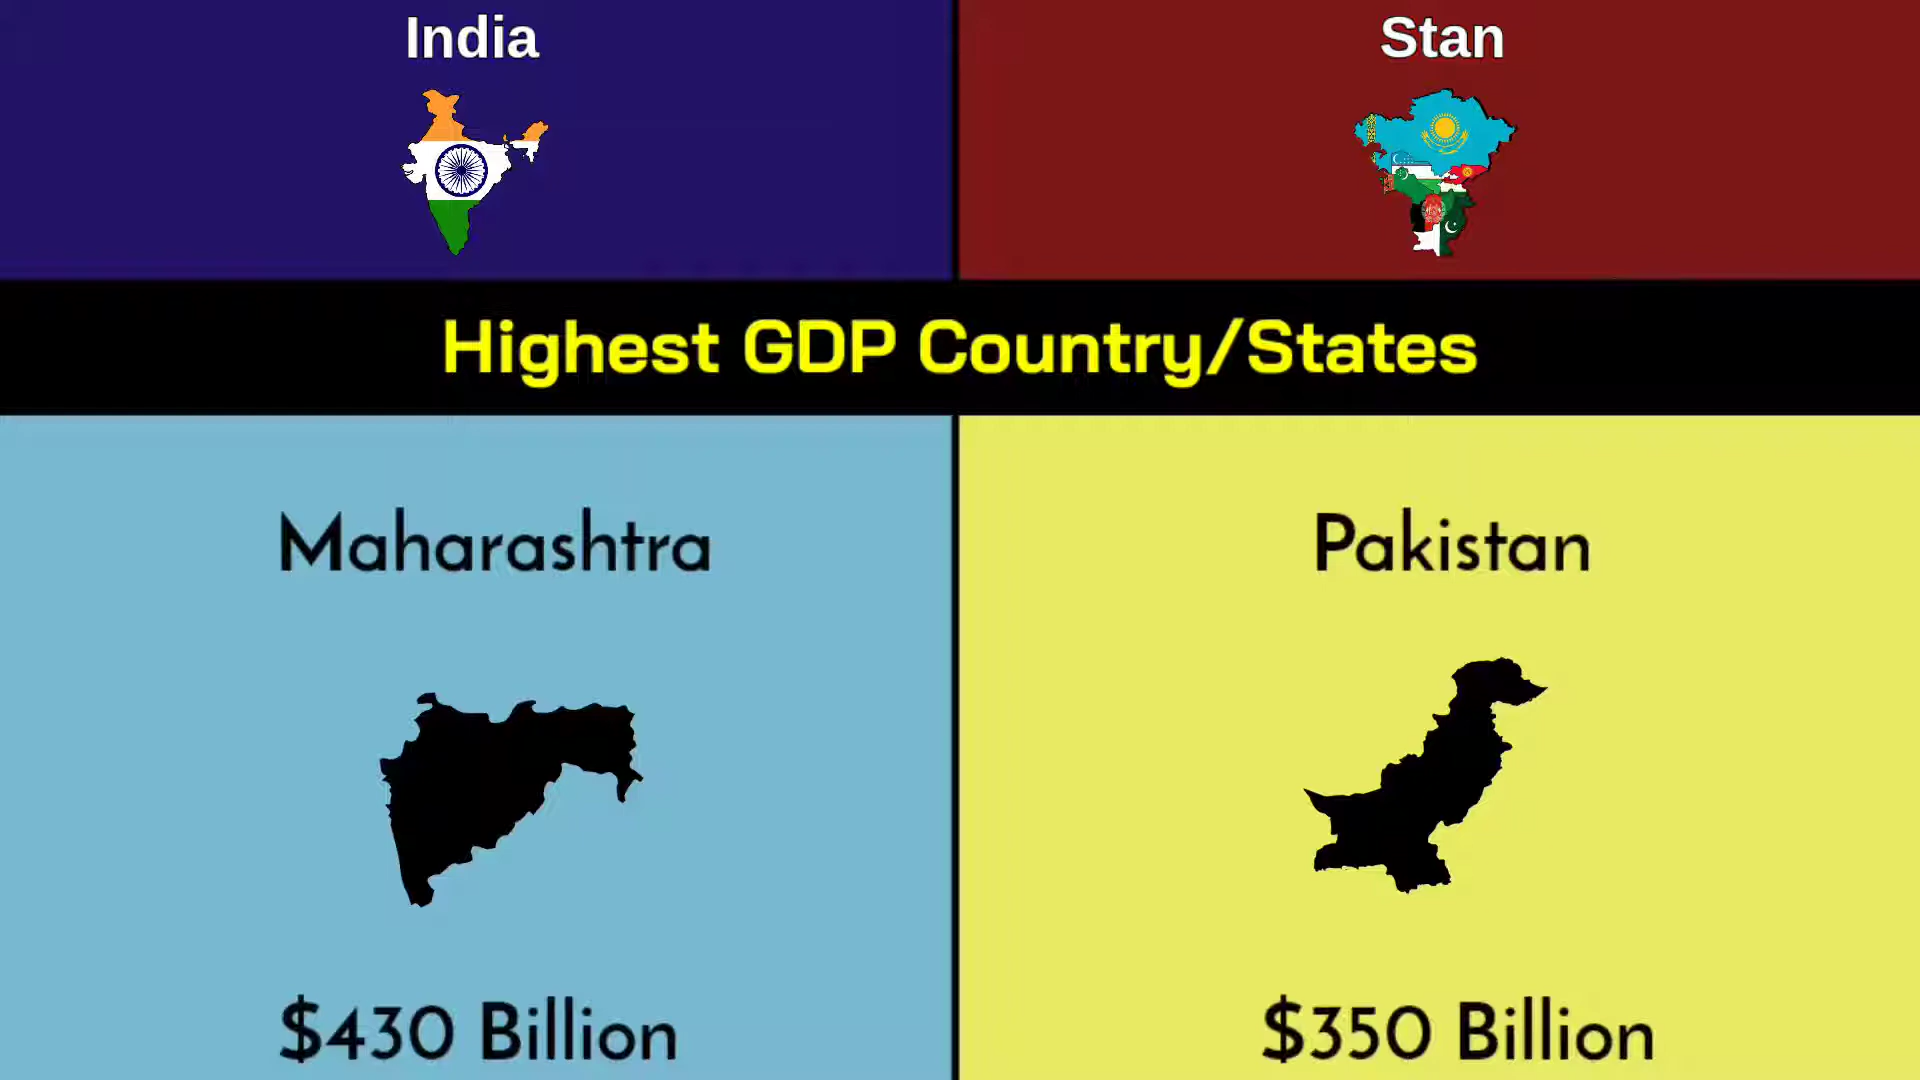 India
Stan
Highest GDP Country/States
Maharashtra
Pakistan
$430 Billion
$350 Billion